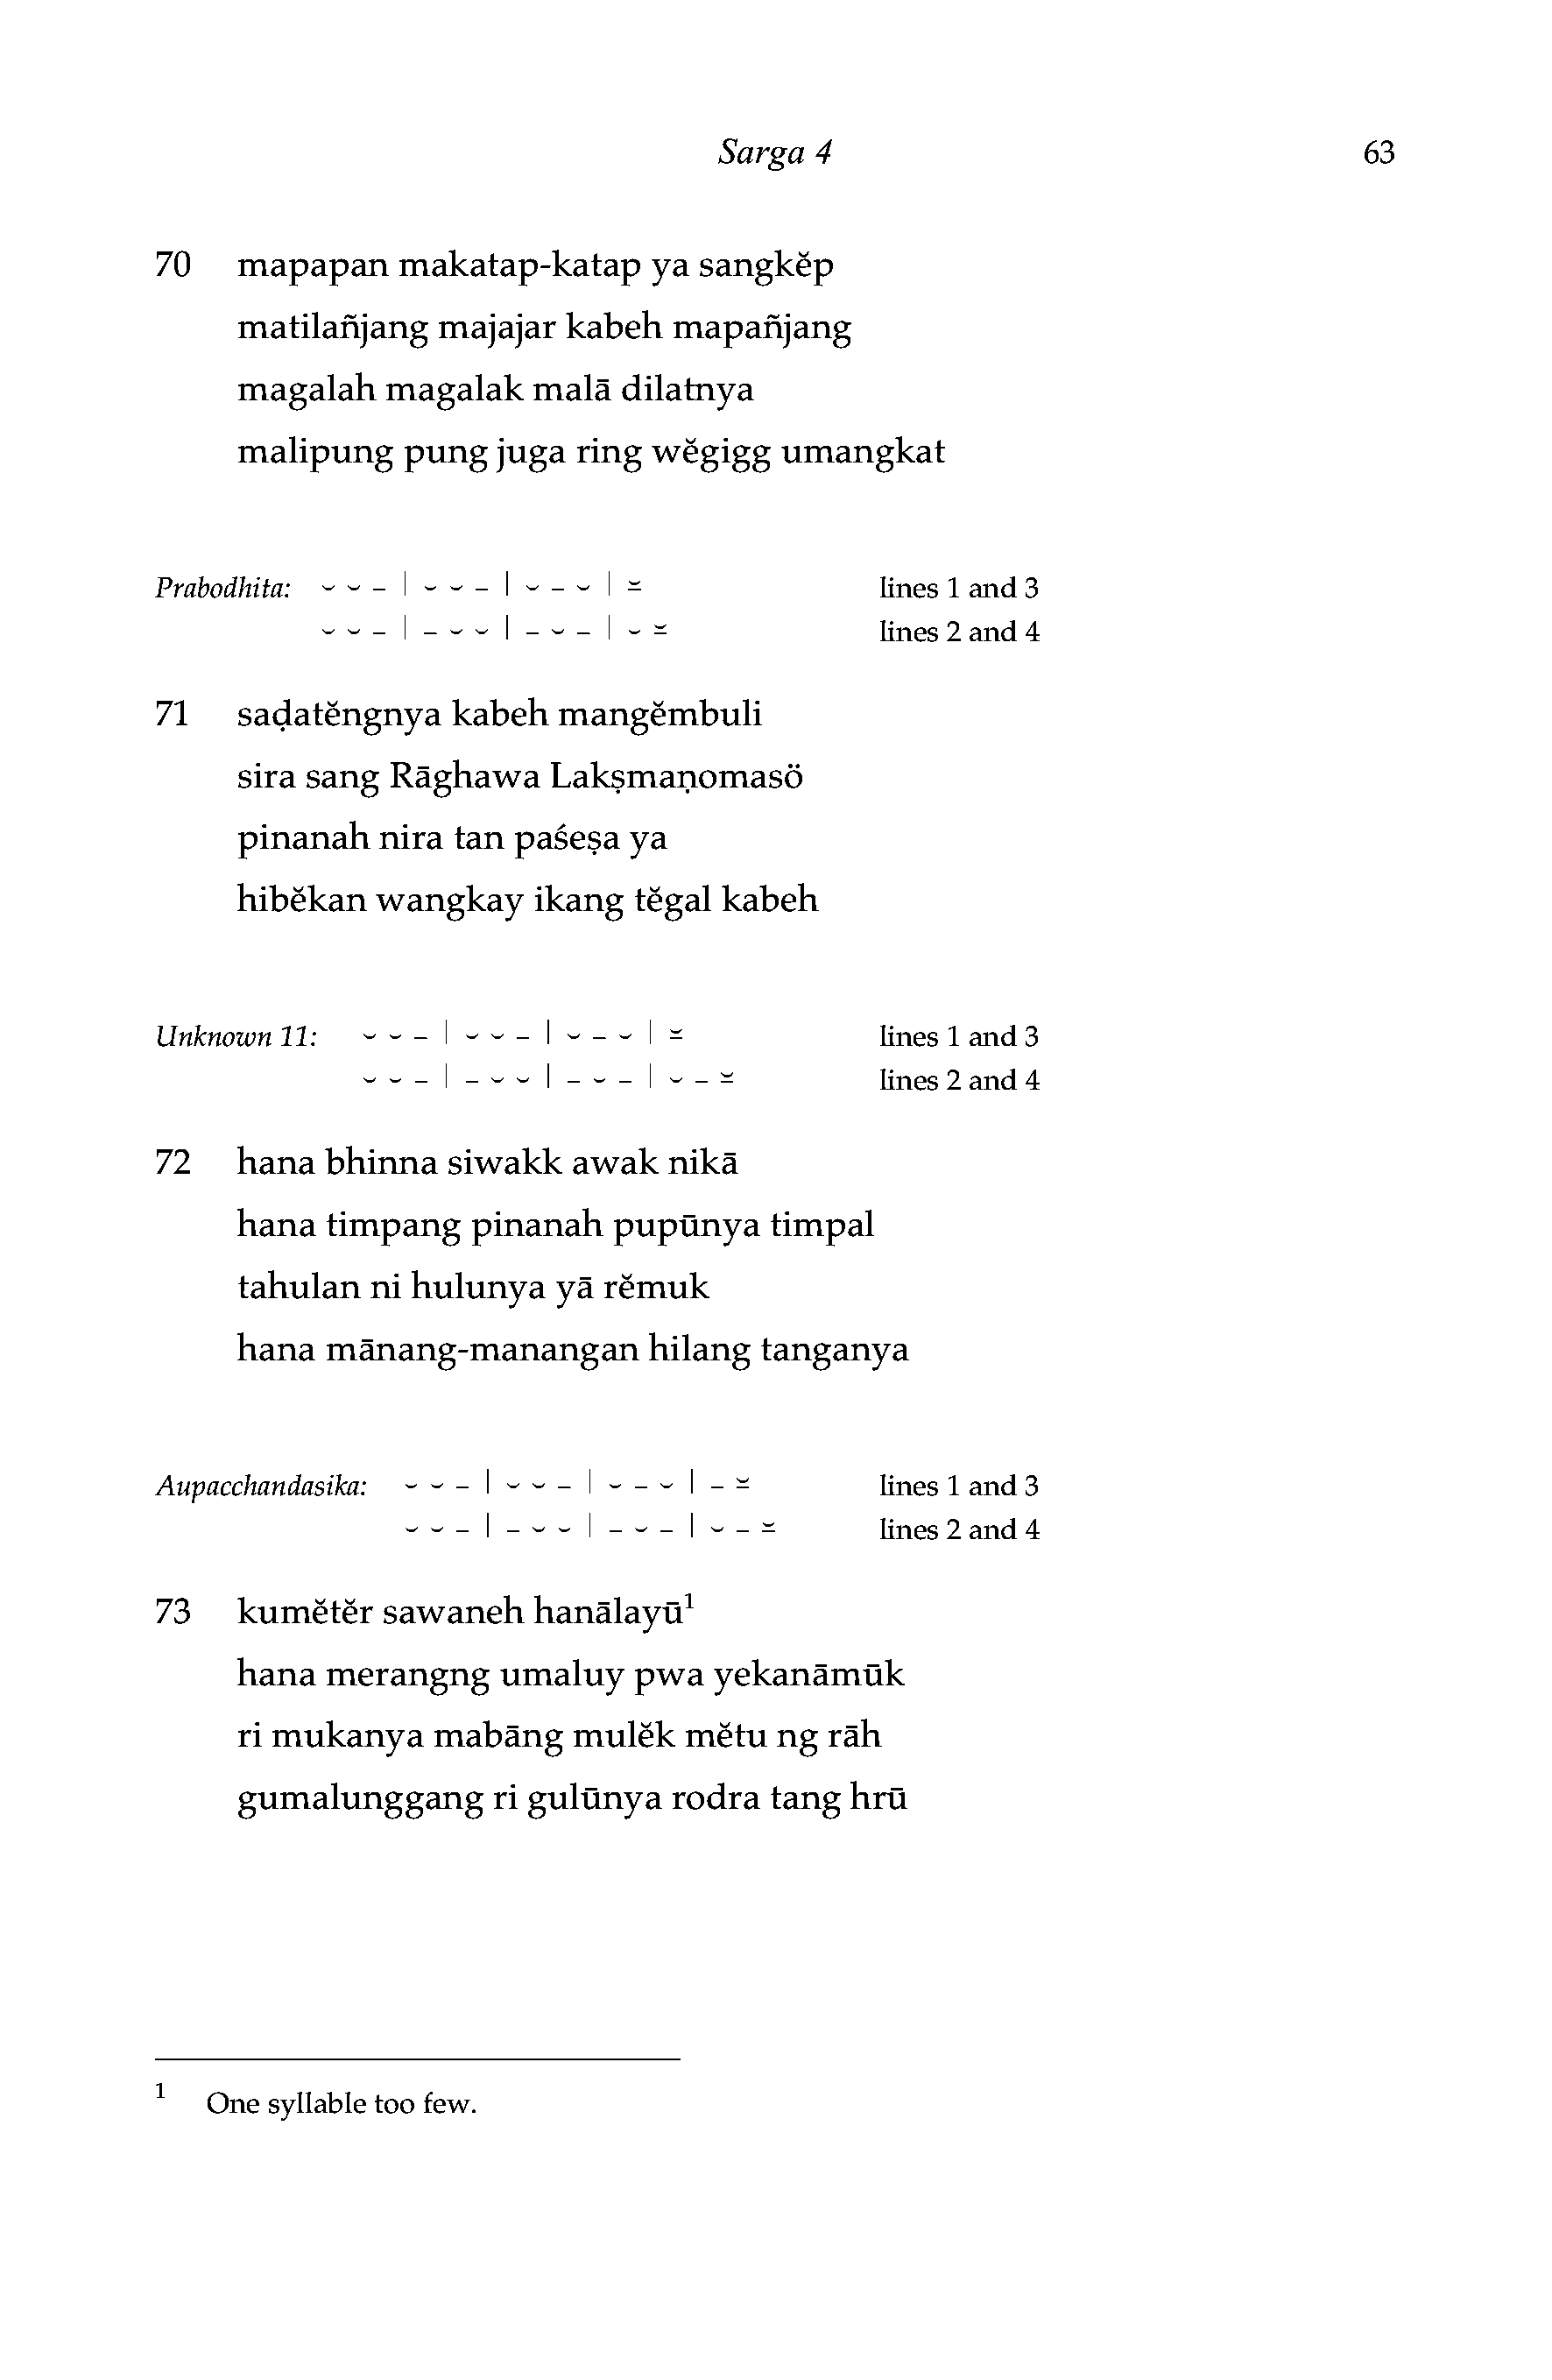 Sarga 4 63
70 mapapan makatap-katap ya sangkĕp
matilañjang majajar kabeh mapañjang
magalah magalak malā dilatnya
malipung pung juga ring wĕgigg umangkat
Prabodhita: ⏑ ⏑ – | ⏑ ⏑ – | ⏑ – ⏑ | ⏓ lines 1 and 3
⏑ ⏑ – | – ⏑ ⏑ | – ⏑ – | ⏑ ⏓ lines 2 and 4
71 saḍatĕngnya kabeh mangĕmbuli
sira sang Rāghawa Lakṣmaṇomasö
pinanah nira tan paśeṣa ya
hibĕkan wangkay ikang tĕgal kabeh
Unknown 11: ⏑ ⏑ – | ⏑ ⏑ – | ⏑ – ⏑ | ⏓ lines 1 and 3
⏑ ⏑ – | – ⏑ ⏑ | – ⏑ – | ⏑ – ⏓ lines 2 and 4
72 hana bhinna siwakk awak nikā
hana timpang pinanah pupūnya timpal
tahulan ni hulunya yā rĕmuk
hana mānang-manangan hilang tanganya
Aupacchandasika: ⏑ ⏑ – | ⏑ ⏑ – | ⏑ – ⏑ | – ⏓ lines 1 and 3
⏑ ⏑ – | – ⏑ ⏑ | – ⏑ – | ⏑ – ⏓ lines 2 and 4
73 kumĕtĕr sawaneh hanālayū¹
hana merangng umaluy pwa yekanāmūk
ri mukanya mabāng mulĕk mĕtu ng rāh
gumalunggang ri gulūnya rodra tang hrū
¹ One syllable too few.